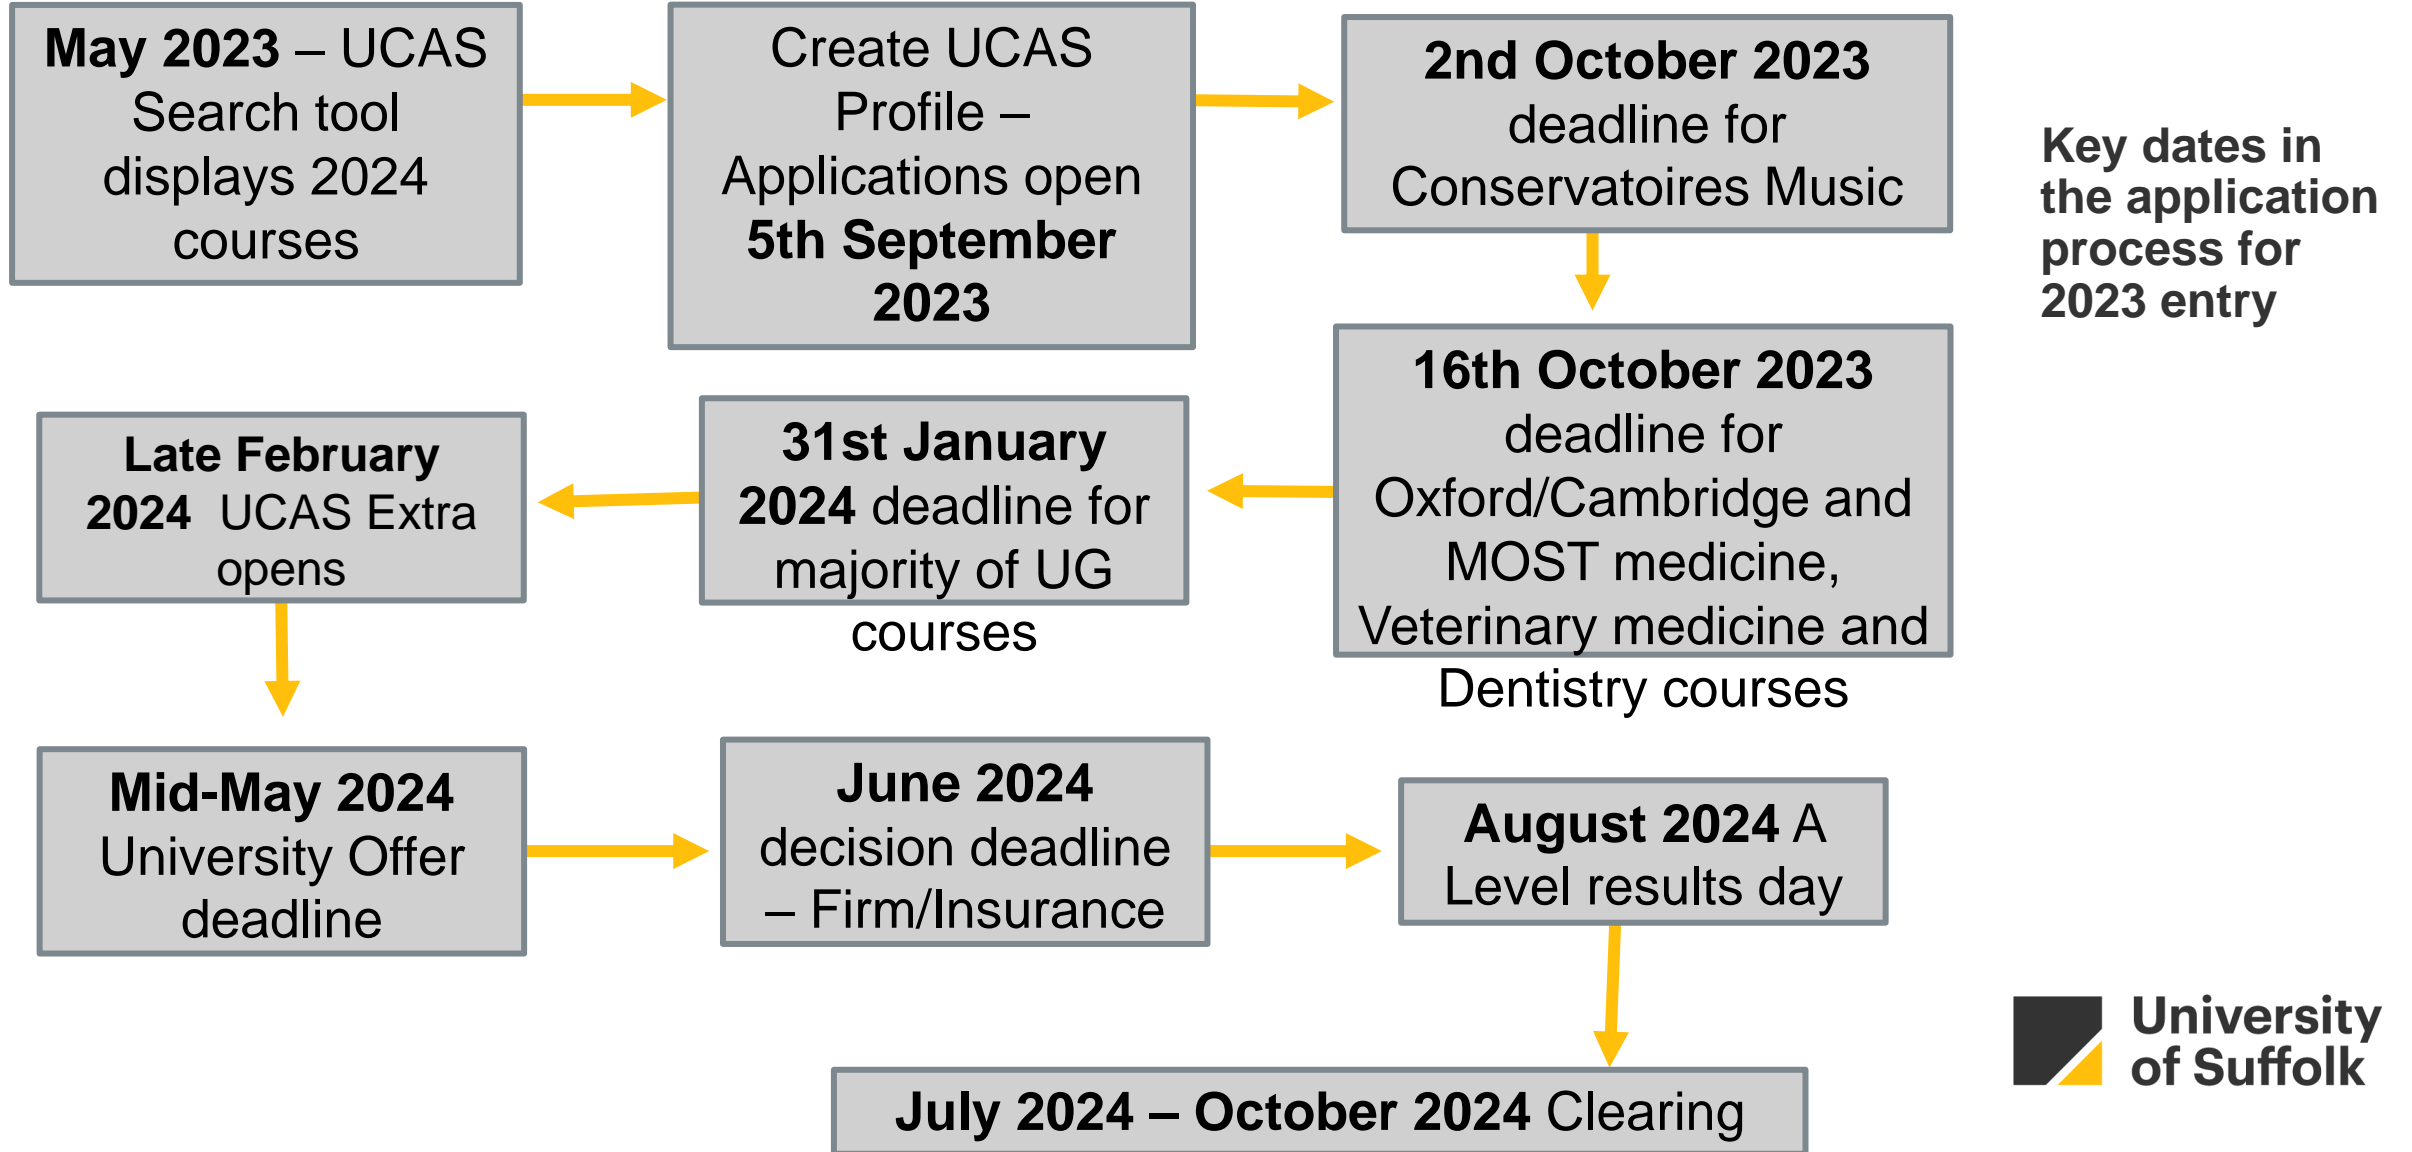 May 2023 – UCAS
Search tool
displays 2024
courses
Create UCAS
Profile –
Applications open
5th September
2023
2nd October 2023
deadline for
Conservatoires Music
Key dates in
the application
process for
2023 entry
16th October 2023
deadline for
Oxford/Cambridge and
MOST medicine,
Veterinary medicine and
Dentistry courses
31st January
2024 deadline for
majority of UG
courses
Late February
2024 UCAS Extra
opens
Mid-May 2024
University Offer
deadline
June 2024
decision deadline
– Firm/Insurance
August 2024 A
Level results day
July 2024 – October 2024 Clearing
University
of Suffolk